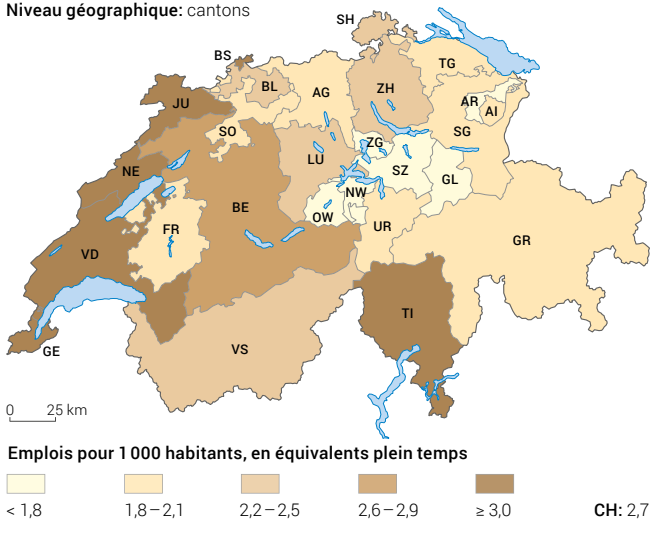 Niveau géographique: cantons
SH
BS
TG
BL
ZH
JU
AG
AR
AI
SO
SG
ZG
LU
SZ
NE
GL
NW
BE
OW
FR
UR
GR
VD
TI
VS
GE
0 25 km
Emplois pour 1 000 habitants, en équivalents plein temps
< 1,8 1,8 – 2,1 2,2 – 2,5 2,6 – 2,9 ≥ 3,0 CH: 2,7